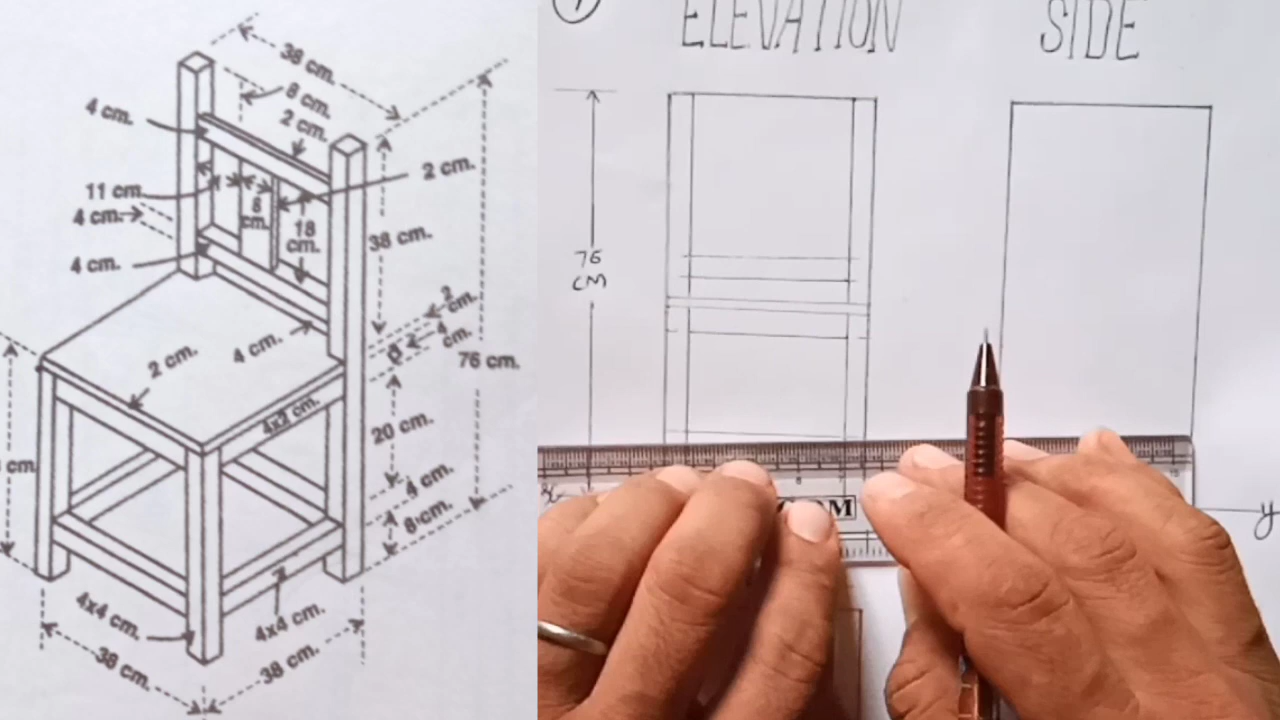 38 cm.
8 cm.
2 cm.
4 cm.
2 cm.
11 cm.
8 cm.
4 cm.
18 cm.
38 cm.
4 cm.
2 cm.
4 cm.
4 cm.
2 cm.
76 cm.
4x2 cm.
20 cm.
cm.
4 cm.
8 cm.
4x4 cm.
4x4 cm.
38 cm.
38 cm.
ELEVATION
SIDE
76
CM
y